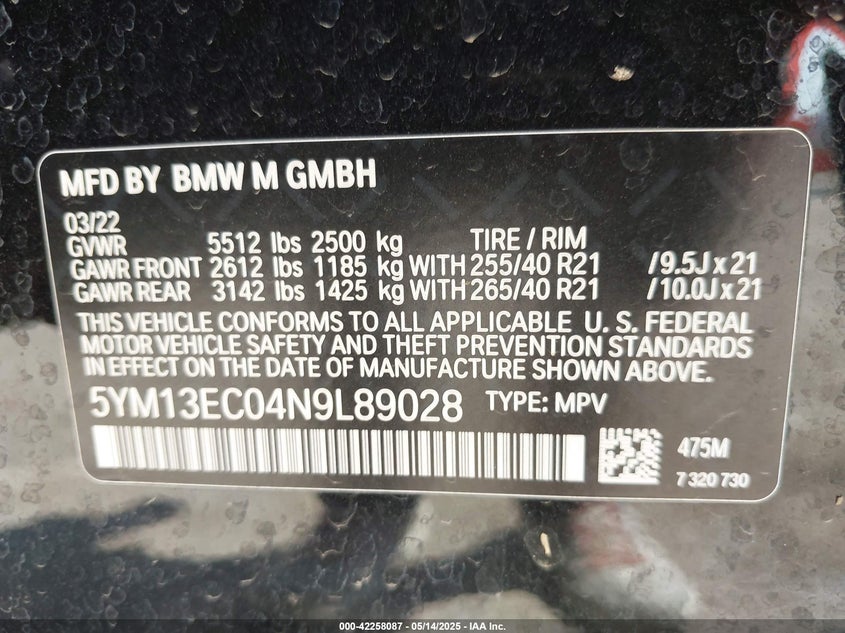 MFD BY BMW M GMBH
03/22
GVWR 5512 lbs 2500 kg TIRE / RIM
GAWR FRONT 2612 lbs 1185 kg WITH 255/40 R21 /9.5J x 21
GAWR REAR 3142 lbs 1425 kg WITH 265/40 R21 /10.0J x 21
THIS VEHICLE CONFORMS TO ALL APPLICABLE U. S. FEDERAL
MOTOR VEHICLE SAFETY AND THEFT PREVENTION STANDARDS
IN EFFECT ON THE DATE OF MANUFACTURE SHOWN ABOVE.
5YM13EC04N9L89028 TYPE: MPV
475M
7 320 730
000-42258087 - 05/14/2025 - IAA Inc.